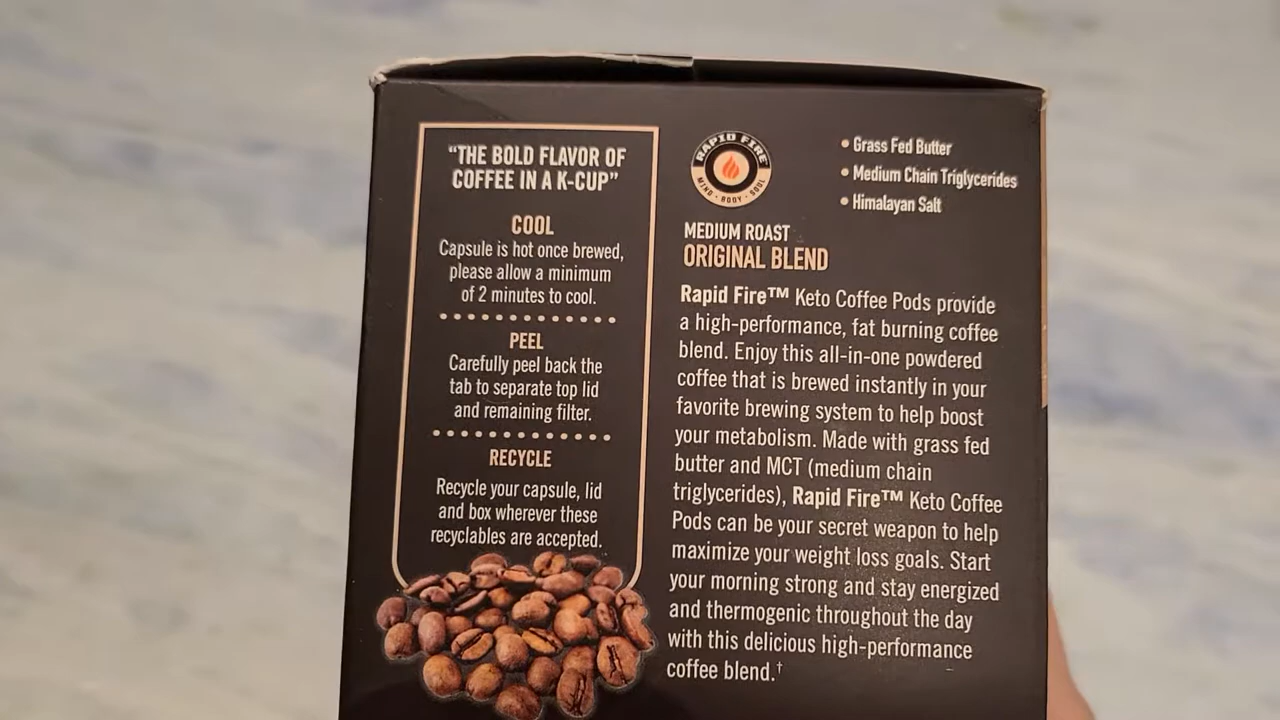 "THE BOLD FLAVOR OF
COFFEE IN A K-CUP"
COOL
Capsule is hot once brewed,
please allow a minimum
of 2 minutes to cool.
PEEL
Carefully peel back the
tab to separate top lid
and remaining filter.
RECYCLE
Recycle your capsule, lid
and box wherever these
recyclables are accepted.
RAPID FIRE
MIND • BODY • SOUL
• Grass Fed Butter
• Medium Chain Triglycerides
• Himalayan Salt
MEDIUM ROAST
ORIGINAL BLEND
Rapid Fire™ Keto Coffee Pods provide
a high-performance, fat burning coffee
blend. Enjoy this all-in-one powdered
coffee that is brewed instantly in your
favorite brewing system to help boost
your metabolism. Made with grass fed
butter and MCT (medium chain
triglycerides), Rapid Fire™ Keto Coffee
Pods can be your secret weapon to help
maximize your weight loss goals. Start
your morning strong and stay energized
and thermogenic throughout the day
with this delicious high-performance
coffee blend.†